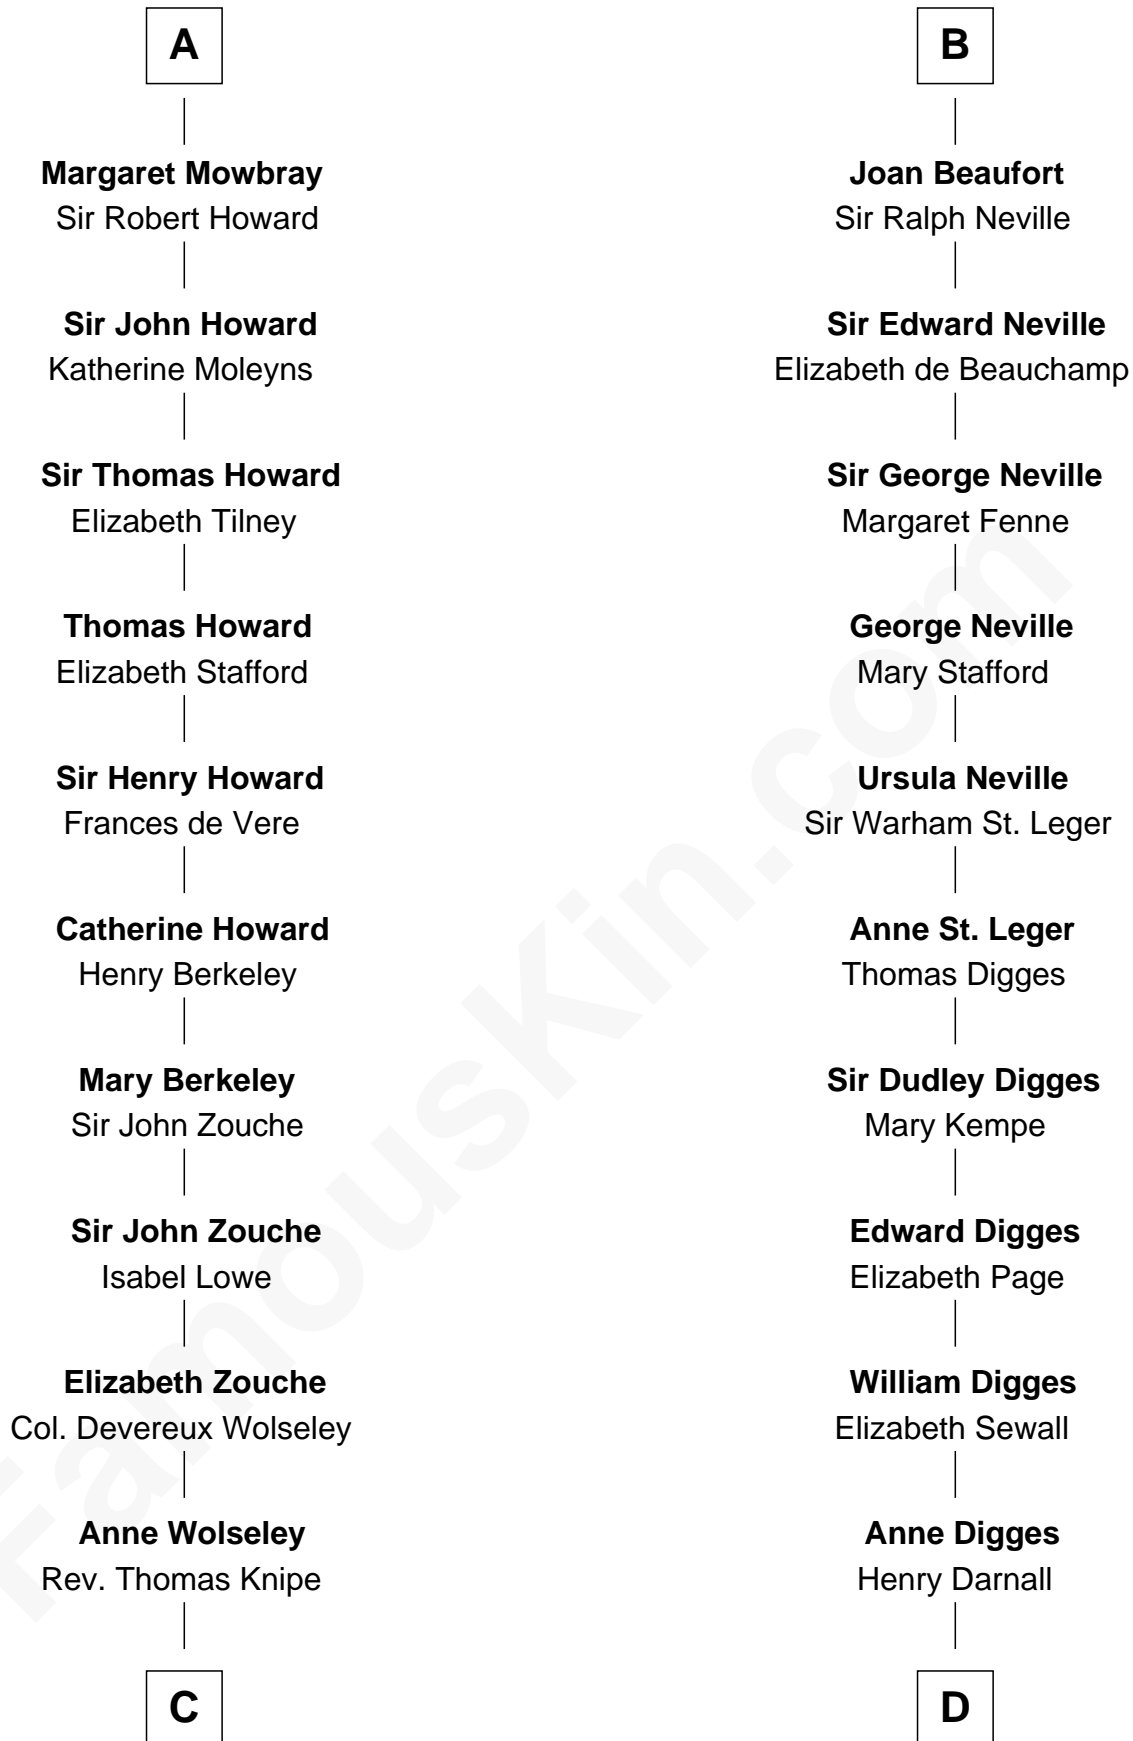 A
Margaret Mowbray
Sir Robert Howard
Sir John Howard
Katherine Moleyns
Sir Thomas Howard
Elizabeth Tilney
Thomas Howard
Elizabeth Stafford
Sir Henry Howard
Frances de Vere
Catherine Howard
Henry Berkeley
Mary Berkeley
Sir John Zouche
Sir John Zouche
Isabel Lowe
Elizabeth Zouche
Col. Devereux Wolseley
Anne Wolseley
Rev. Thomas Knipe
C
B
Joan Beaufort
Sir Ralph Neville
Sir Edward Neville
Elizabeth de Beauchamp
Sir George Neville
Margaret Fenne
George Neville
Mary Stafford
Ursula Neville
Sir Warham St. Leger
Anne St. Leger
Thomas Digges
Sir Dudley Digges
Mary Kempe
Edward Digges
Elizabeth Page
William Digges
Elizabeth Sewall
Anne Digges
Henry Darnall
D
FamousKin.com